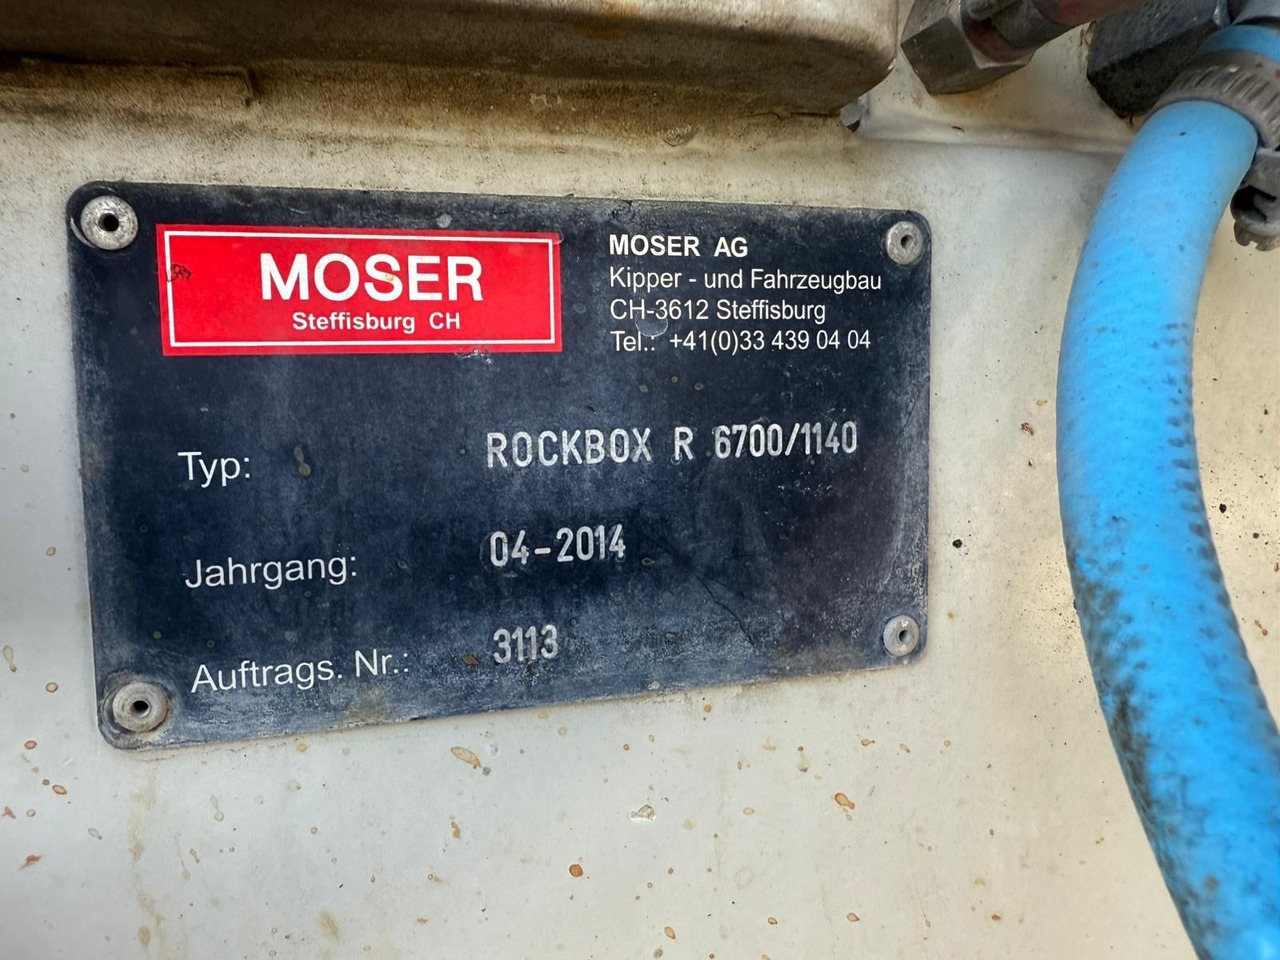 MOSER
Steffisburg CH
MOSER AG
Kipper - und Fahrzeugbau
CH-3612 Steffisburg
Tel.: +41(0)33 439 04 04
Typ: ROCKBOX R 6700/1140
Jahrgang: 04-2014
Auftrags. Nr.: 3113